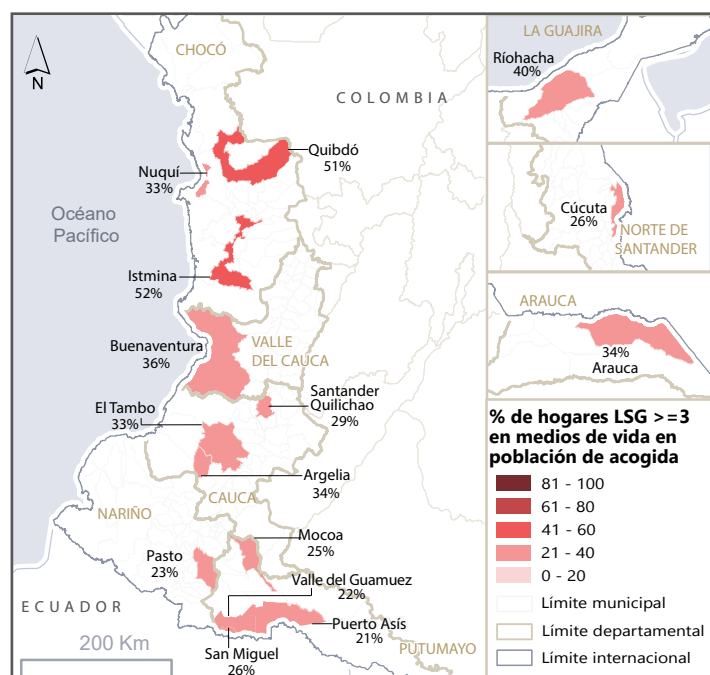 CHOCÓ
N
COLOMBIA
Quibdó
51%
Nuquí
33%
Océano
Pacífico
Istmina
52%
Buenaventura
36%
VALLE
DEL CAUCA
El Tambo
33%
Santander
Quilichao
29%
Argelia
34%
CAUCA
NARIÑO
Mocoa
25%
Pasto
23%
Valle del Guamuez
22%
ECUADOR
Puerto Asís
21%
200 Km
San Miguel
26%
PUTUMAYO
LA GUAJIRA
Ríohacha
40%
Cúcuta
26%
NORTE DE
SANTANDER
ARAUCA
34%
Arauca
% de hogares LSG >=3
en medios de vida en
población de acogida
81 - 100
61 - 80
41 - 60
21 - 40
0 - 20
Límite municipal
Límite departamental
Límite internacional